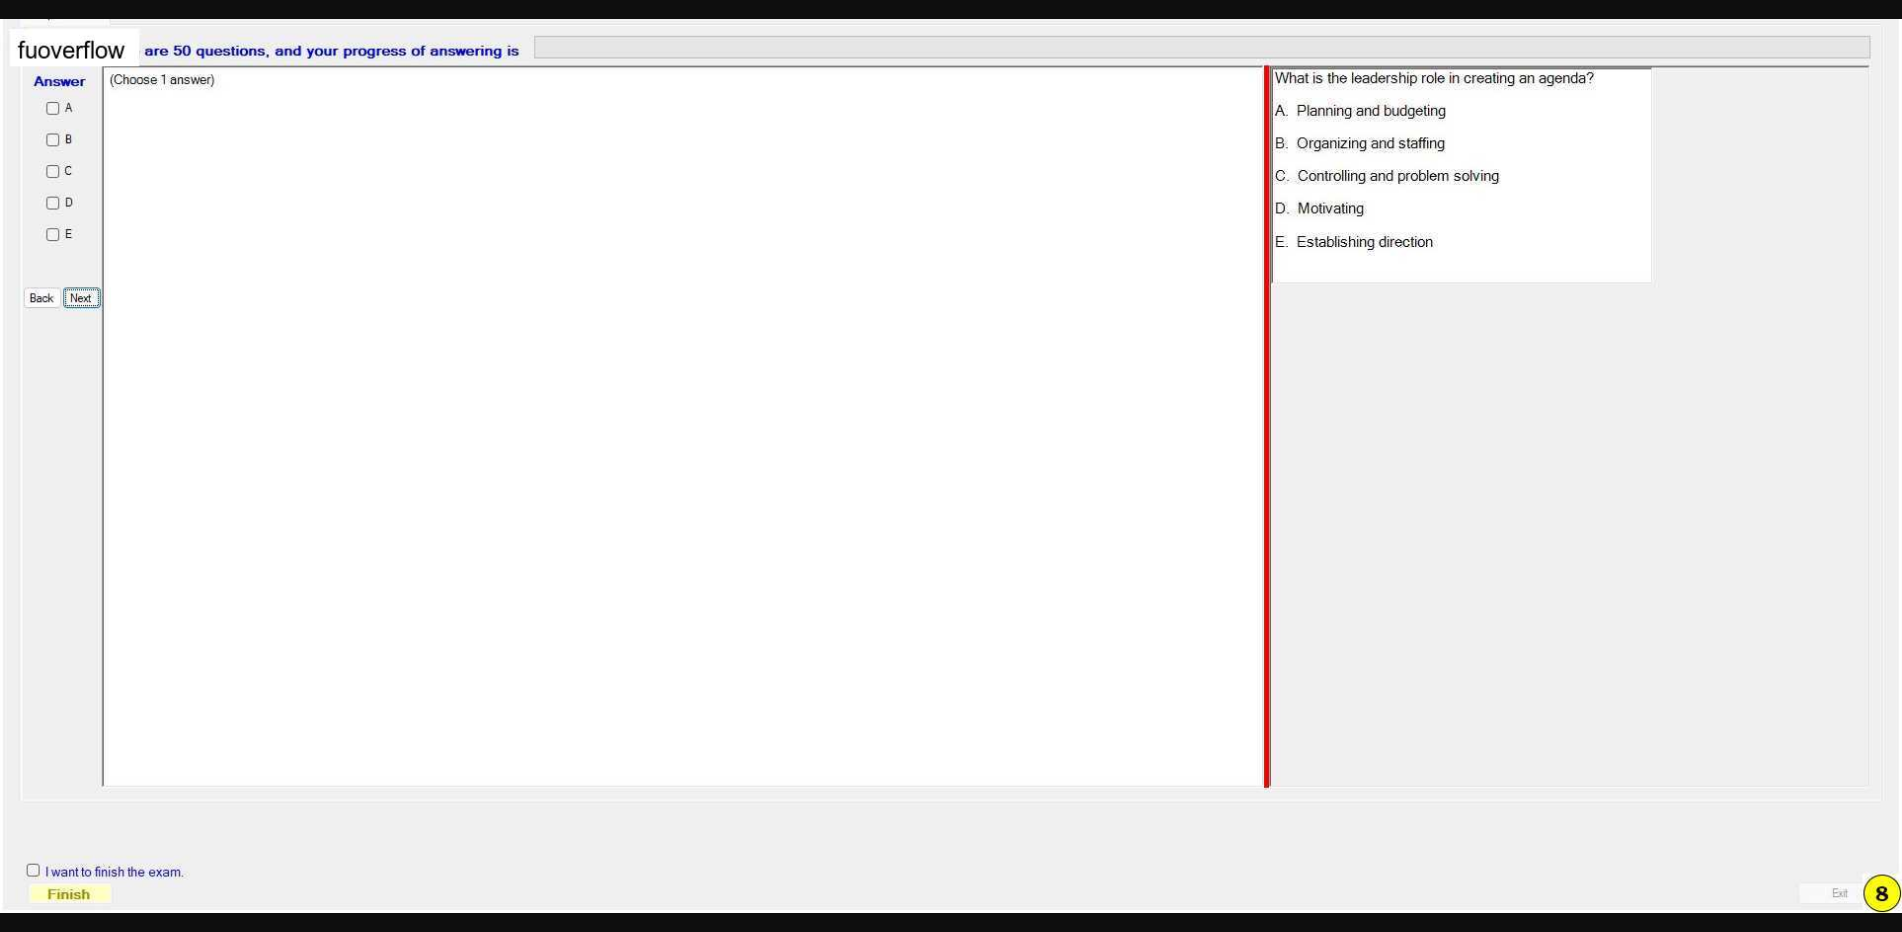 fuoverflow are 50 questions, and your progress of answering is
Answer
(Choose 1 answer)
A
B
C
D
E
Back Next
What is the leadership role in creating an agenda?
A. Planning and budgeting
B. Organizing and staffing
C. Controlling and problem solving
D. Motivating
E. Establishing direction
I want to finish the exam.
Finish
Exit 8